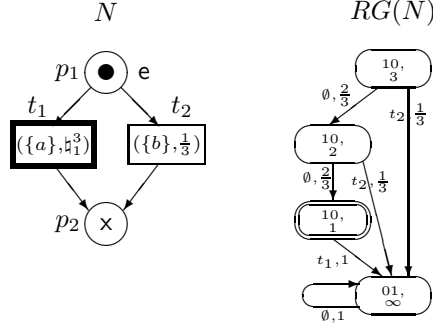 N
p₁ e
t₁ t₂
({a},♮³₁) ({b},1/3)
p₂ x
RG(N)
10,
3
∅,2/3
t₂,1/3
10,
2
∅,2/3
t₂,1/3
10,
1
t₁,1
01,
∞
∅,1